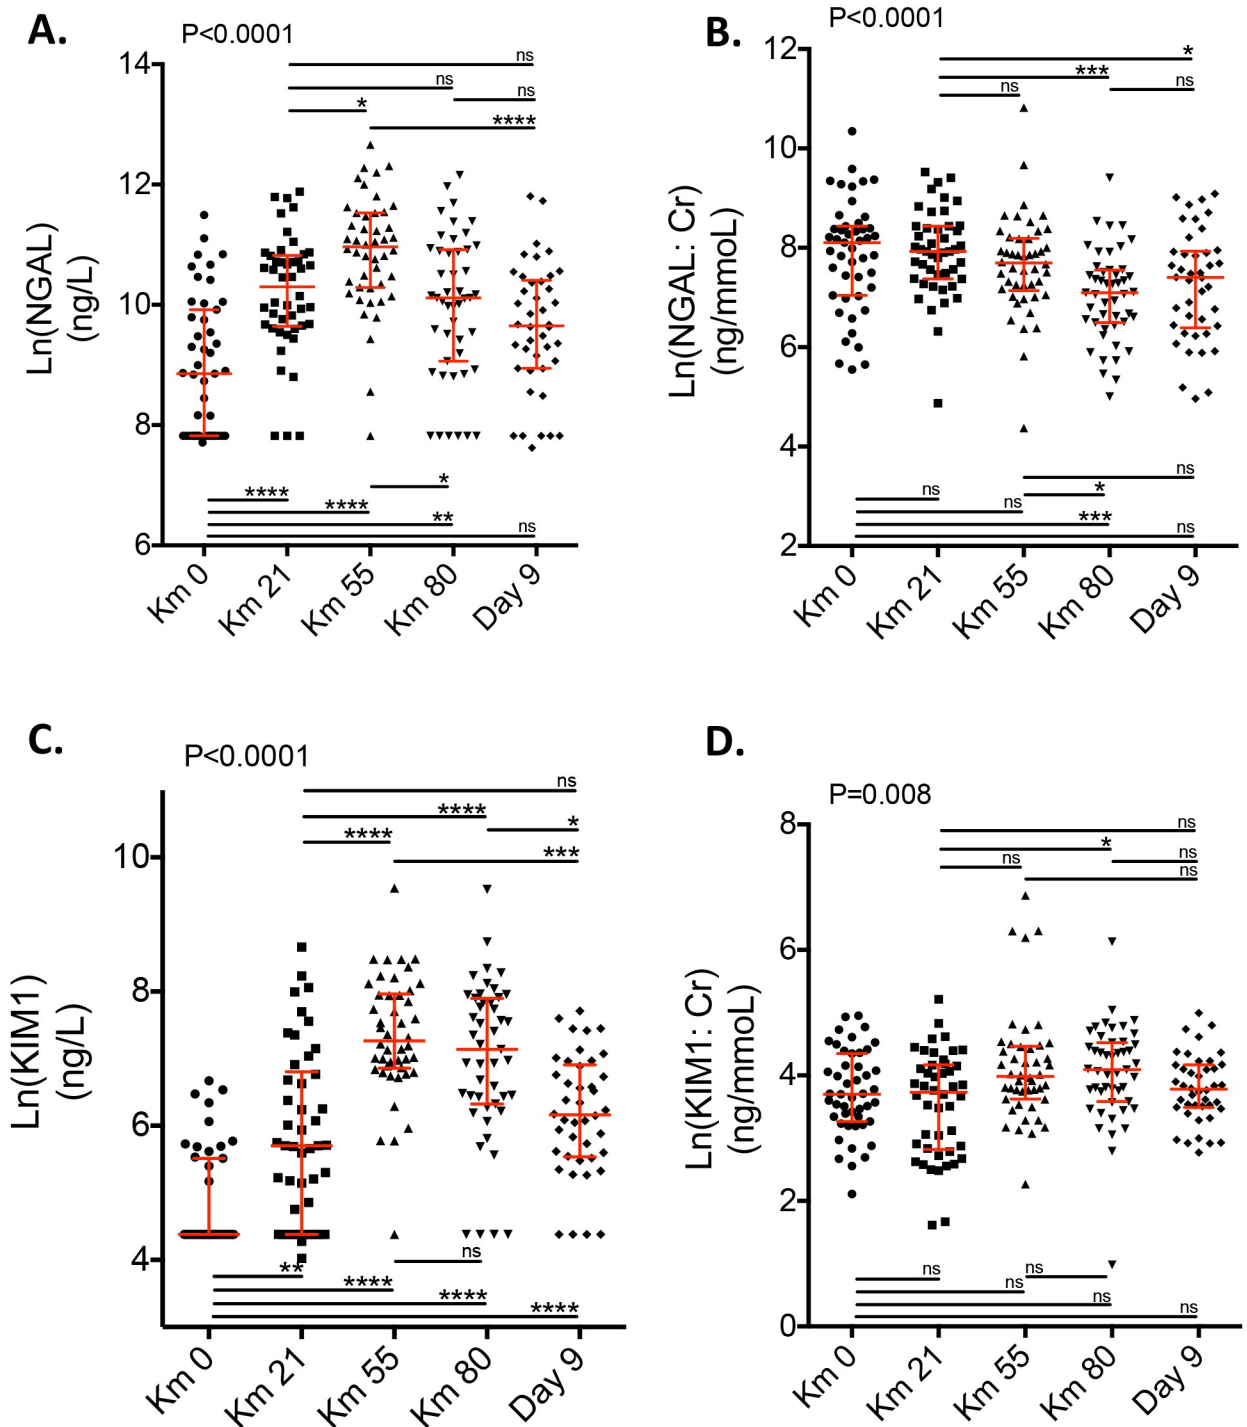 A.
P<0.0001
ns
ns
ns
*
****
14
12
10
8
6
Ln(NGAL)
(ng/L)
*
****
****
**
ns
Km 0
Km 21
Km 55
Km 80
Day 9
B.
P<0.0001
*
***
ns
ns
12
10
8
6
4
2
Ln(NGAL: Cr)
(ng/mmoL)
ns
*
ns
ns
***
ns
Km 0
Km 21
Km 55
Km 80
Day 9
C.
P<0.0001
ns
****
*
****
***
10
8
6
4
Ln(KIM1)
(ng/L)
ns
**
****
****
****
Km 0
Km 21
Km 55
Km 80
Day 9
D.
P=0.008
ns
*
ns
ns
ns
8
6
4
2
0
Ln(KIM1: Cr)
(ng/mmoL)
ns
ns
ns
ns
ns
Km 0
Km 21
Km 55
Km 80
Day 9